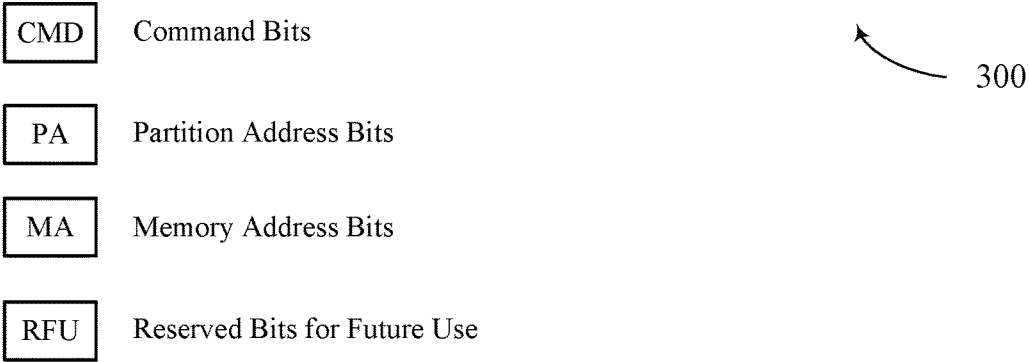 CMD Command Bits
300
PA Partition Address Bits
MA Memory Address Bits
RFU Reserved Bits for Future Use